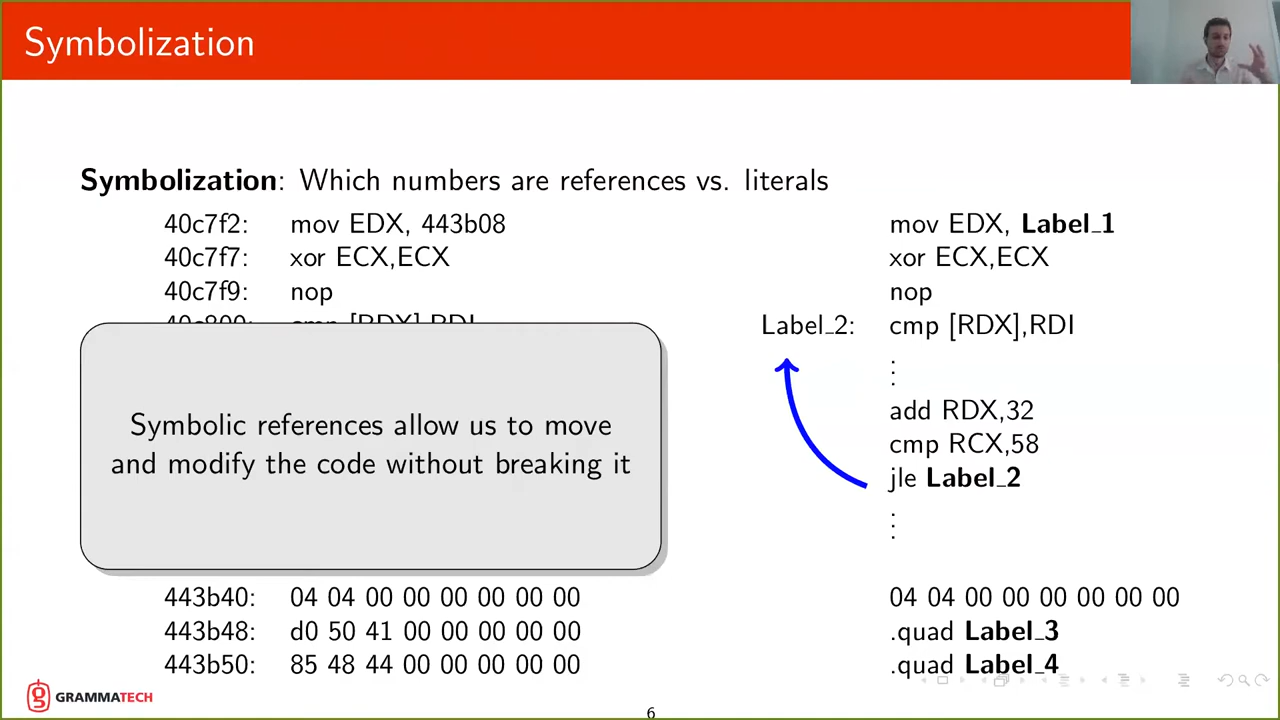 Symbolization
Symbolization: Which numbers are references vs. literals
40c7f2: mov EDX, 443b08
40c7f7: xor ECX,ECX
40c7f9: nop
40c800: cmp [RDX],RDI
Symbolic references allow us to move
and modify the code without breaking it
443b40: 04 04 00 00 00 00 00 00
443b48: d0 50 41 00 00 00 00 00
443b50: 85 48 44 00 00 00 00 00
mov EDX, Label_1
xor ECX,ECX
nop
Label_2: cmp [RDX],RDI
⋮
add RDX,32
cmp RCX,58
jle Label_2
⋮
04 04 00 00 00 00 00 00
.quad Label_3
.quad Label_4
GRAMMATECH
6